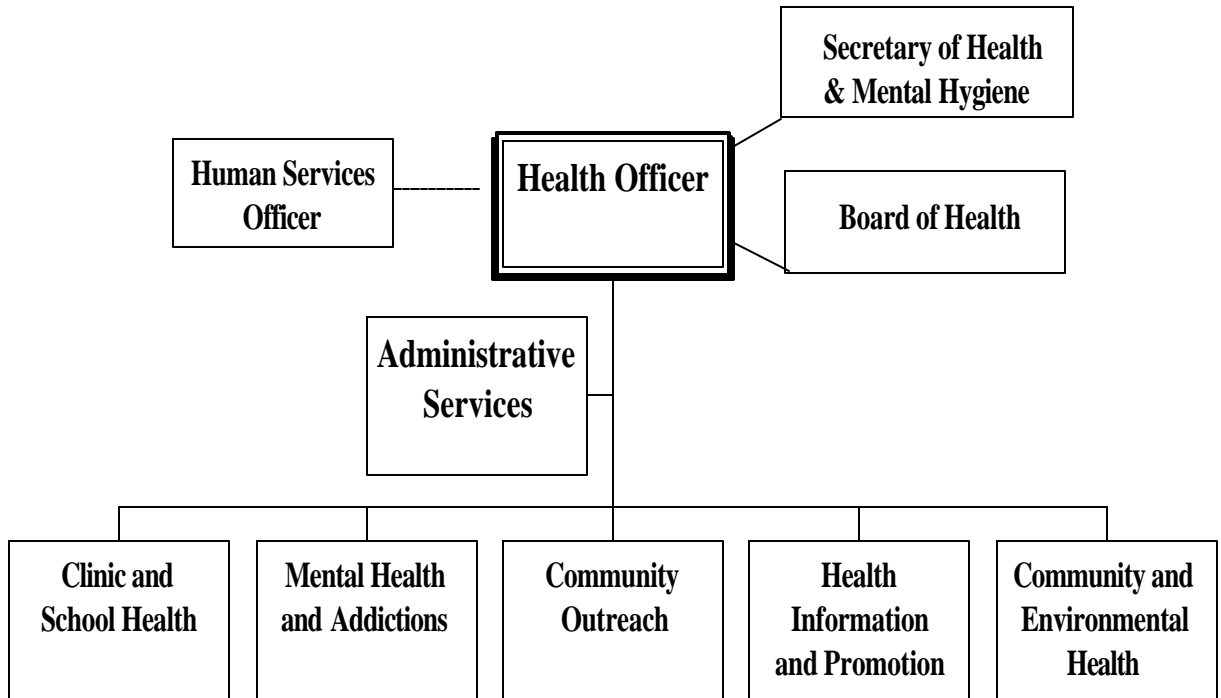 Secretary of Health
& Mental Hygiene
Human Services
Officer
Health Officer
Board of Health
Administrative
Services
Clinic and
School Health
Mental Health
and Addictions
Community
Outreach
Health
Information
and Promotion
Community and
Environmental
Health